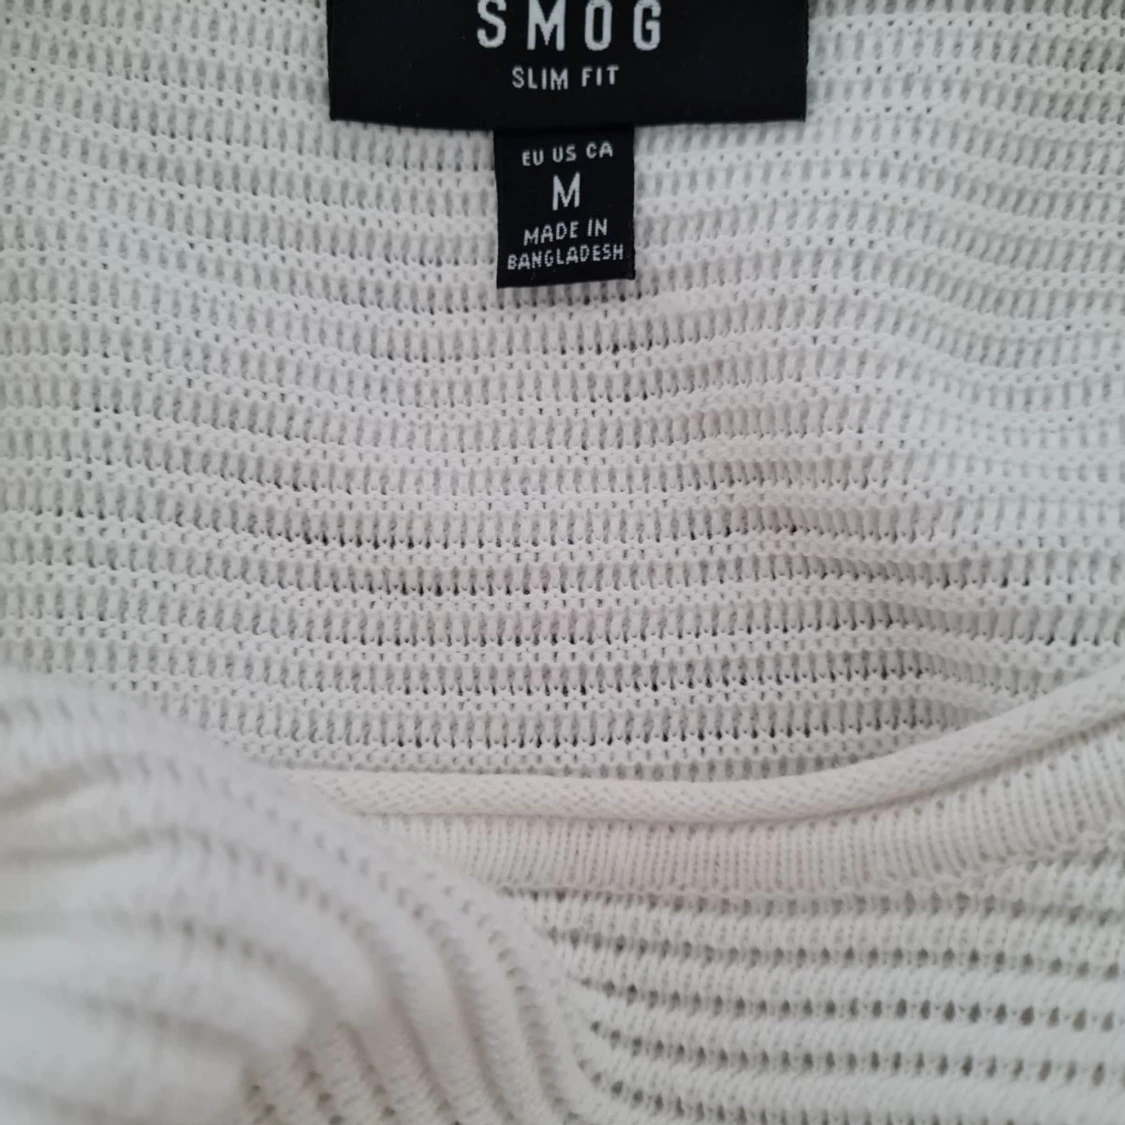 SMOG
SLIM FIT
EU US CA
M
MADE IN
BANGLADESH